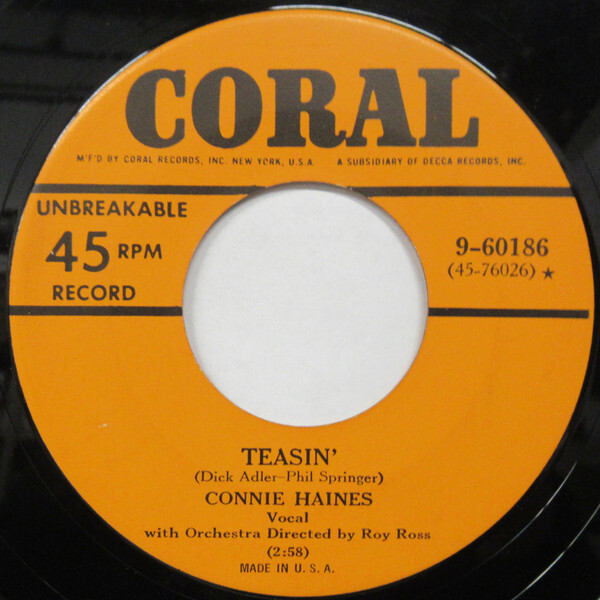 CORAL
M'F'D BY CORAL RECORDS, INC. NEW YORK, U.S.A. A SUBSIDIARY OF DECCA RECORDS, INC.
UNBREAKABLE
45 RPM
RECORD
9-60186
(45-76026) ★
TEASIN'
(Dick Adler-Phil Springer)
CONNIE HAINES
Vocal
with Orchestra Directed by Roy Ross
(2:58)
MADE IN U. S. A.